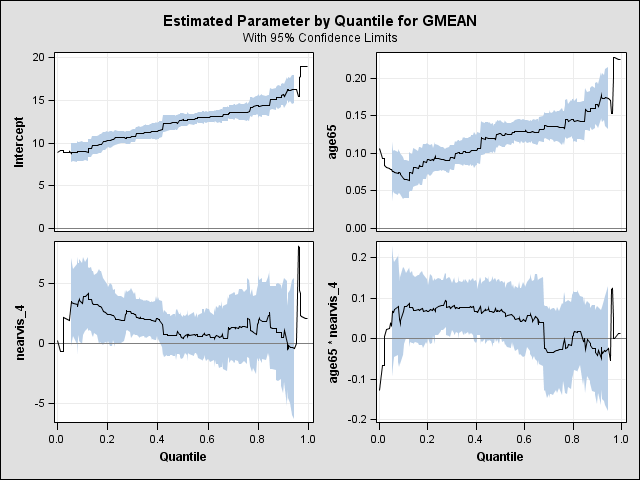 Estimated Parameter by Quantile for GMEAN
With 95% Confidence Limits
Intercept
20
15
10
5
0
age65
0.20
0.15
0.10
0.05
0.00
nearvis_4
5
0
-5
0.0 0.2 0.4 0.6 0.8 1.0
Quantile
age65 * nearvis_4
0.2
0.1
0.0
-0.1
-0.2
0.0 0.2 0.4 0.6 0.8 1.0
Quantile